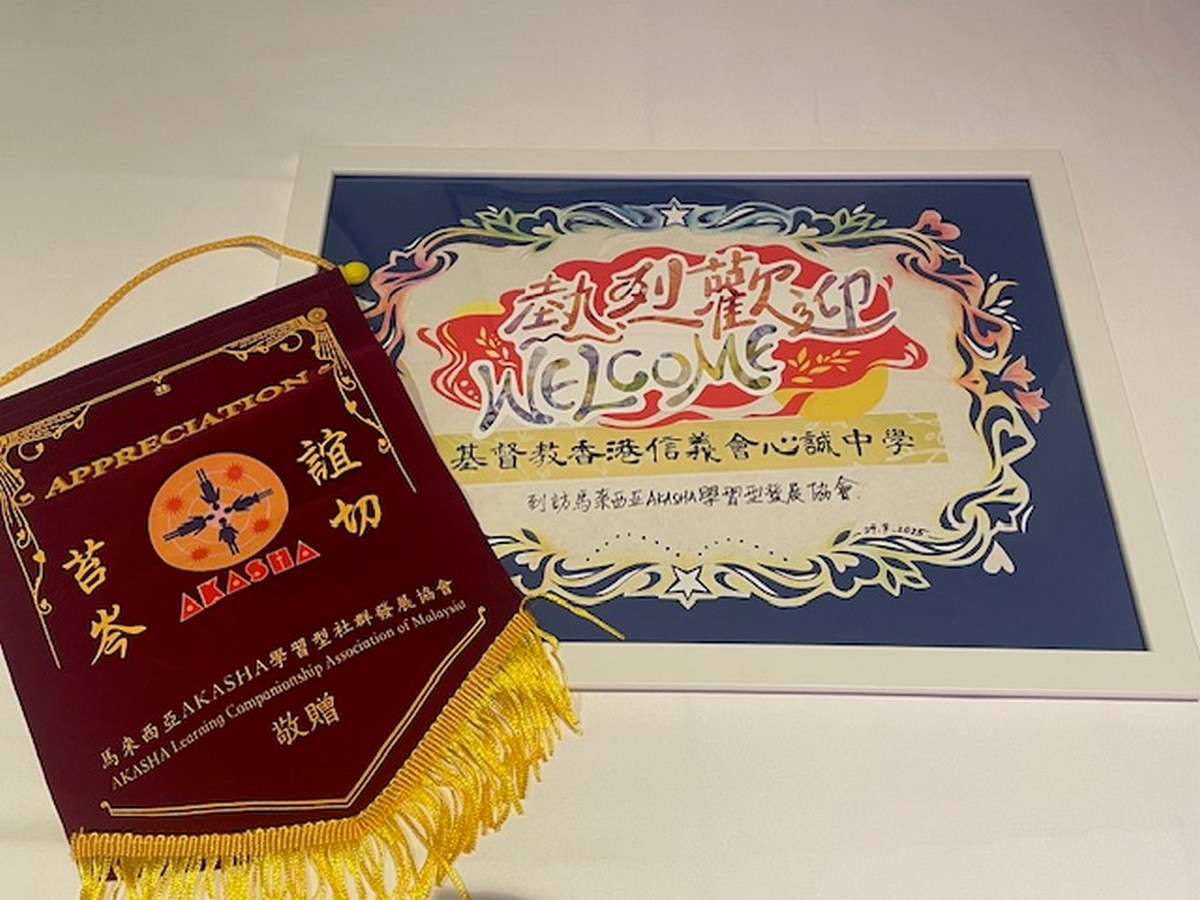 APPRECIATION
誼切
苔岑
AKASHA
馬來西亞AKASHA學習型社群發展協會
AKASHA Learning Companionship Association of Malaysia
敬贈
熱烈歡迎
WELCOME
基督教香港信義會心誠中學
到訪馬來西亞AKASHA學習型發展協會